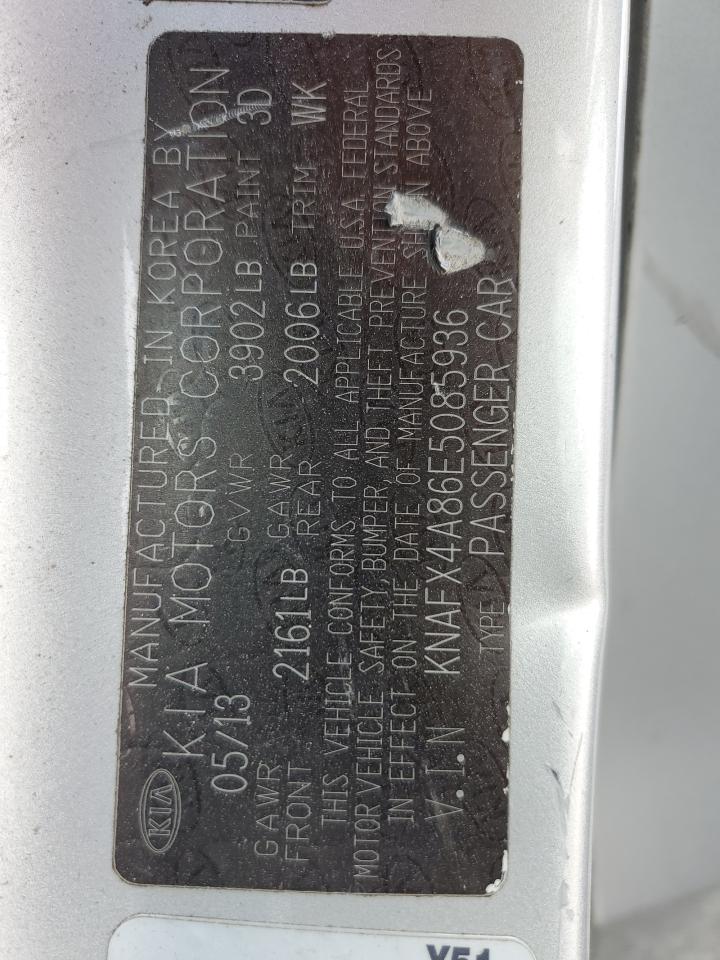 KIA
MANUFACTURED IN KOREA BY
KIA MOTORS CORPORATION
05/13 GVWR 3902LB PAINT 3D
GAWR FRONT 2161LB GAWR REAR 2006LB TRIM WK
THIS VEHICLE CONFORMS TO ALL APPLICABLE U.S.A. FEDERAL
MOTOR VEHICLE SAFETY, BUMPER, AND THEFT PREVENTION STANDARDS
IN EFFECT ON THE DATE OF MANUFACTURE SHOWN ABOVE
V.I.N KNAFX4A86E5085936
TYPE PASSENGER CAR